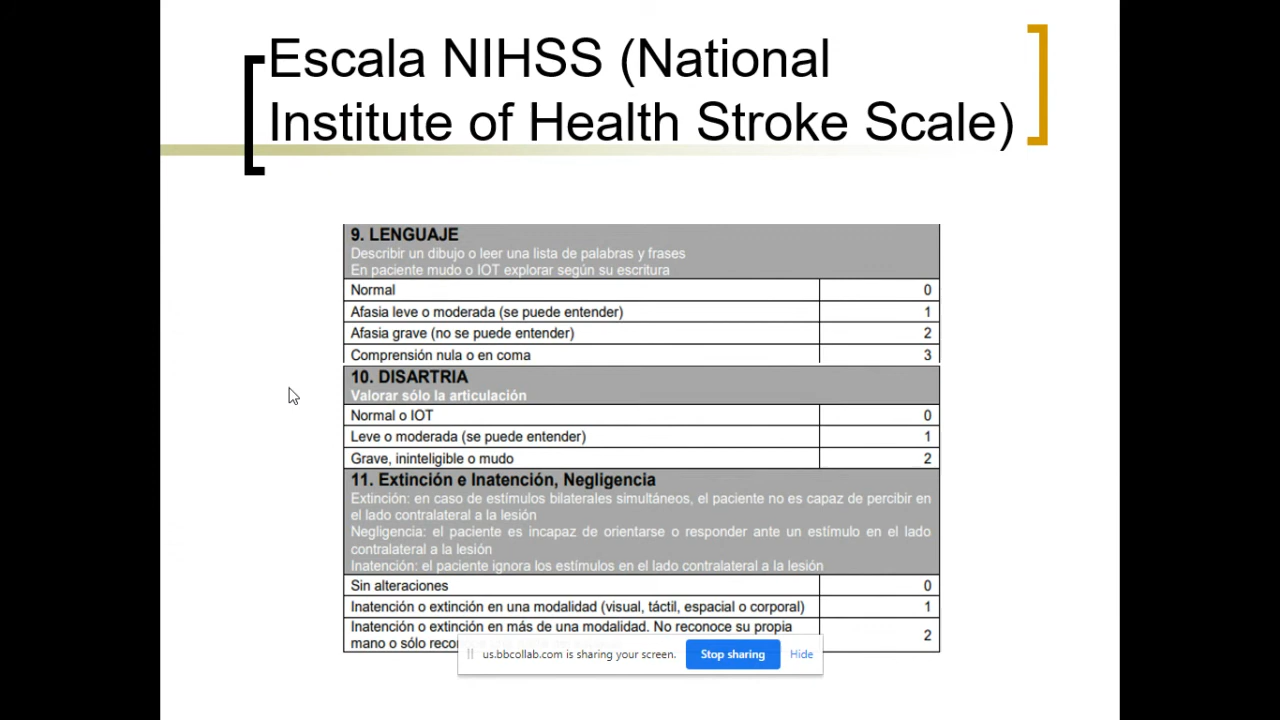 Escala NIHSS (National
Institute of Health Stroke Scale)
9. LENGUAJE
Describir un dibujo o leer una lista de palabras y frases
En paciente mudo o IOT explorar según su escritura
Normal 0
Afasia leve o moderada (se puede entender) 1
Afasia grave (no se puede entender) 2
Comprensión nula o en coma 3
10. DISARTRIA
Valorar sólo la articulación
Normal o IOT 0
Leve o moderada (se puede entender) 1
Grave, ininteligible o mudo 2
11. Extinción e Inatención, Negligencia
Extinción: en caso de estímulos bilaterales simultáneos, el paciente no es capaz de percibir en
el lado contralateral a la lesión
Negligencia: el paciente es incapaz de orientarse o responder ante un estímulo en el lado
contralateral a la lesión
Inatención: el paciente ignora los estímulos en el lado contralateral a la lesión
Sin alteraciones 0
Inatención o extinción en una modalidad (visual, táctil, espacial o corporal) 1
Inatención o extinción en más de una modalidad. No reconoce su propia
mano o sólo 2
us.bbcollab.com is sharing your screen. Stop sharing Hide